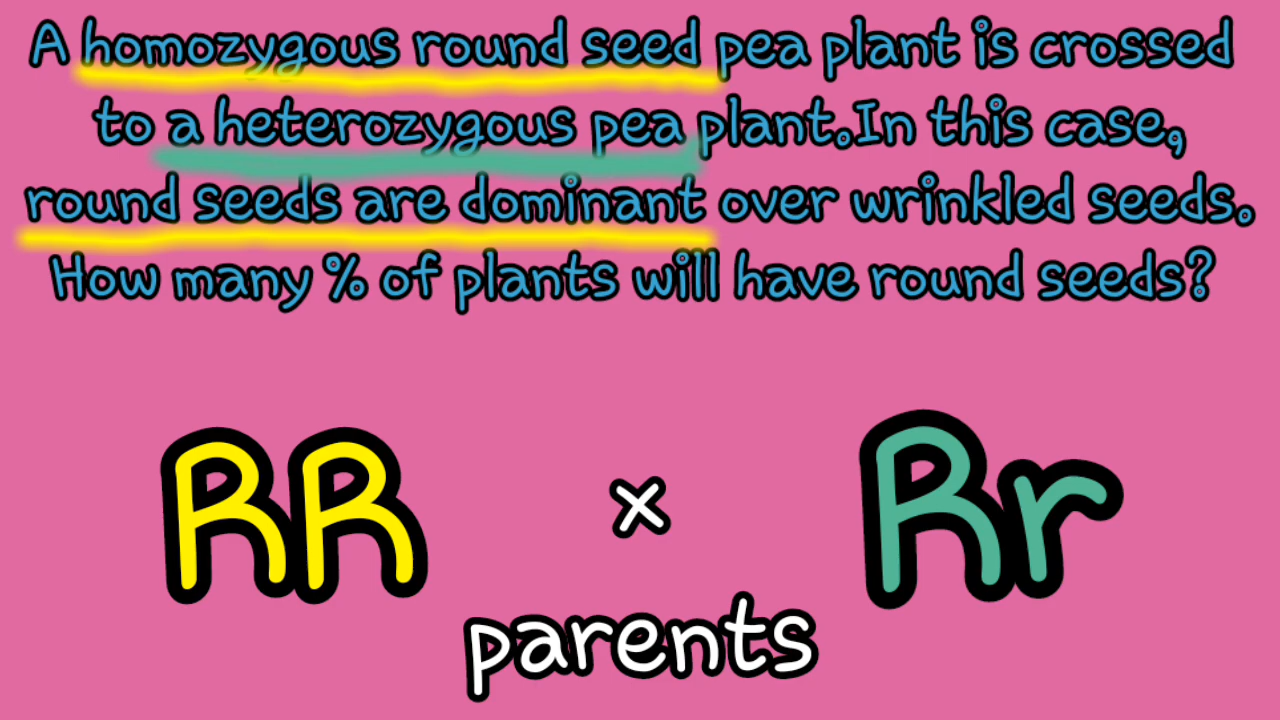 A homozygous round seed pea plant is crossed
to a heterozygous pea plant.In this case,
round seeds are dominant over wrinkled seeds.
How many % of plants will have round seeds?
RR x Rr
parents